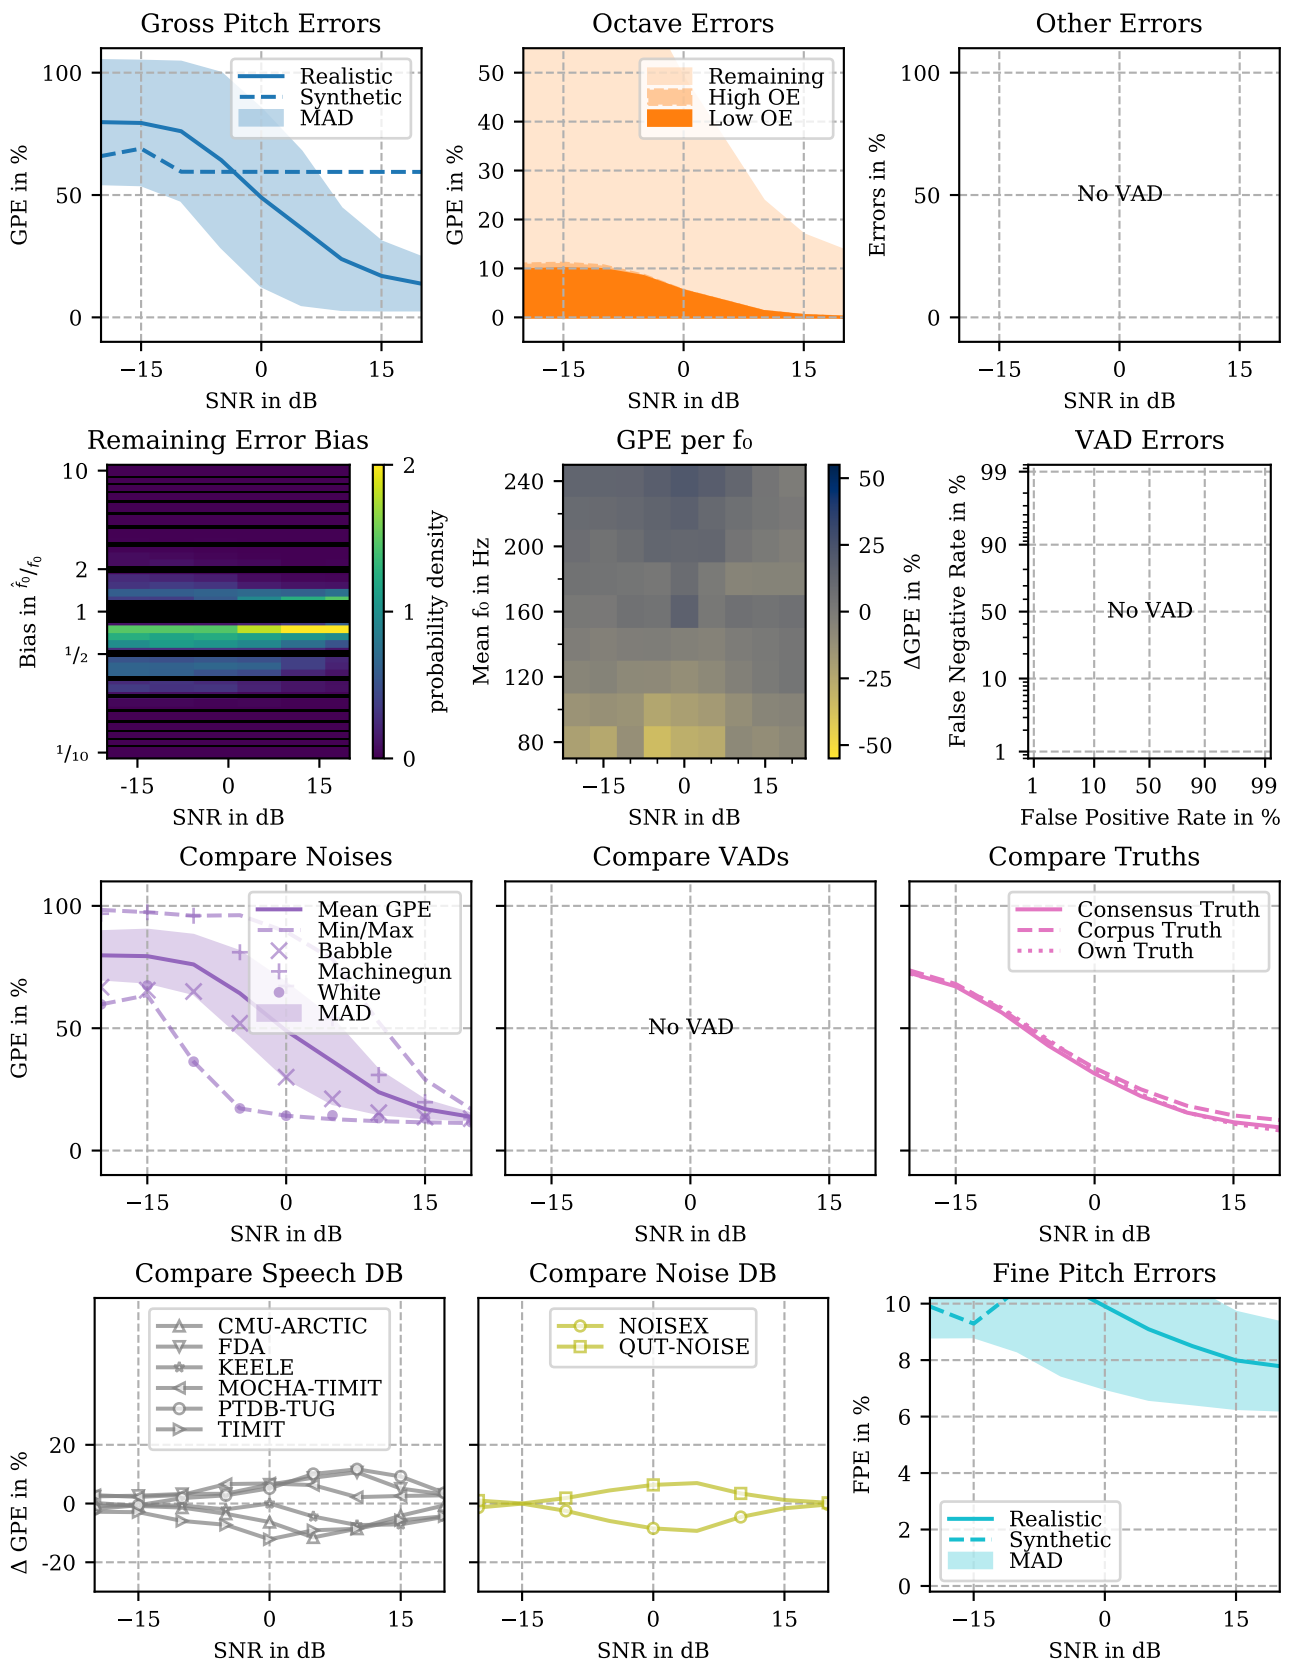 Gross Pitch Errors
100
50
0
−15
0
15
GPE in %
SNR in dB
Realistic
Synthetic
MAD
Octave Errors
50
40
30
20
10
0
−15
0
15
GPE in %
SNR in dB
Remaining
High OE
Low OE
Other Errors
100
50
0
−15
0
15
Errors in %
SNR in dB
No VAD
Remaining Error Bias
10
2
1
¹/₂
¹/₁₀
-15
0
15
Bias in f̂₀/f₀
SNR in dB
2
1
0
probability density
GPE per f₀
240
200
160
120
80
−15
0
15
Mean f₀ in Hz
SNR in dB
50
25
0
-25
-50
ΔGPE in %
VAD Errors
99
90
50
10
1
1
10
50
90
99
False Negative Rate in %
False Positive Rate in %
No VAD
Compare Noises
100
50
0
−15
0
15
GPE in %
SNR in dB
Mean GPE
Min/Max
Babble
Machinegun
White
MAD
Compare VADs
−15
0
15
SNR in dB
No VAD
Compare Truths
−15
0
15
SNR in dB
Consensus Truth
Corpus Truth
Own Truth
Compare Speech DB
20
0
-20
−15
0
15
Δ GPE in %
SNR in dB
CMU-ARCTIC
FDA
KEELE
MOCHA-TIMIT
PTDB-TUG
TIMIT
Compare Noise DB
−15
0
15
SNR in dB
NOISEX
QUT-NOISE
Fine Pitch Errors
10
8
6
4
2
0
−15
0
15
FPE in %
SNR in dB
Realistic
Synthetic
MAD